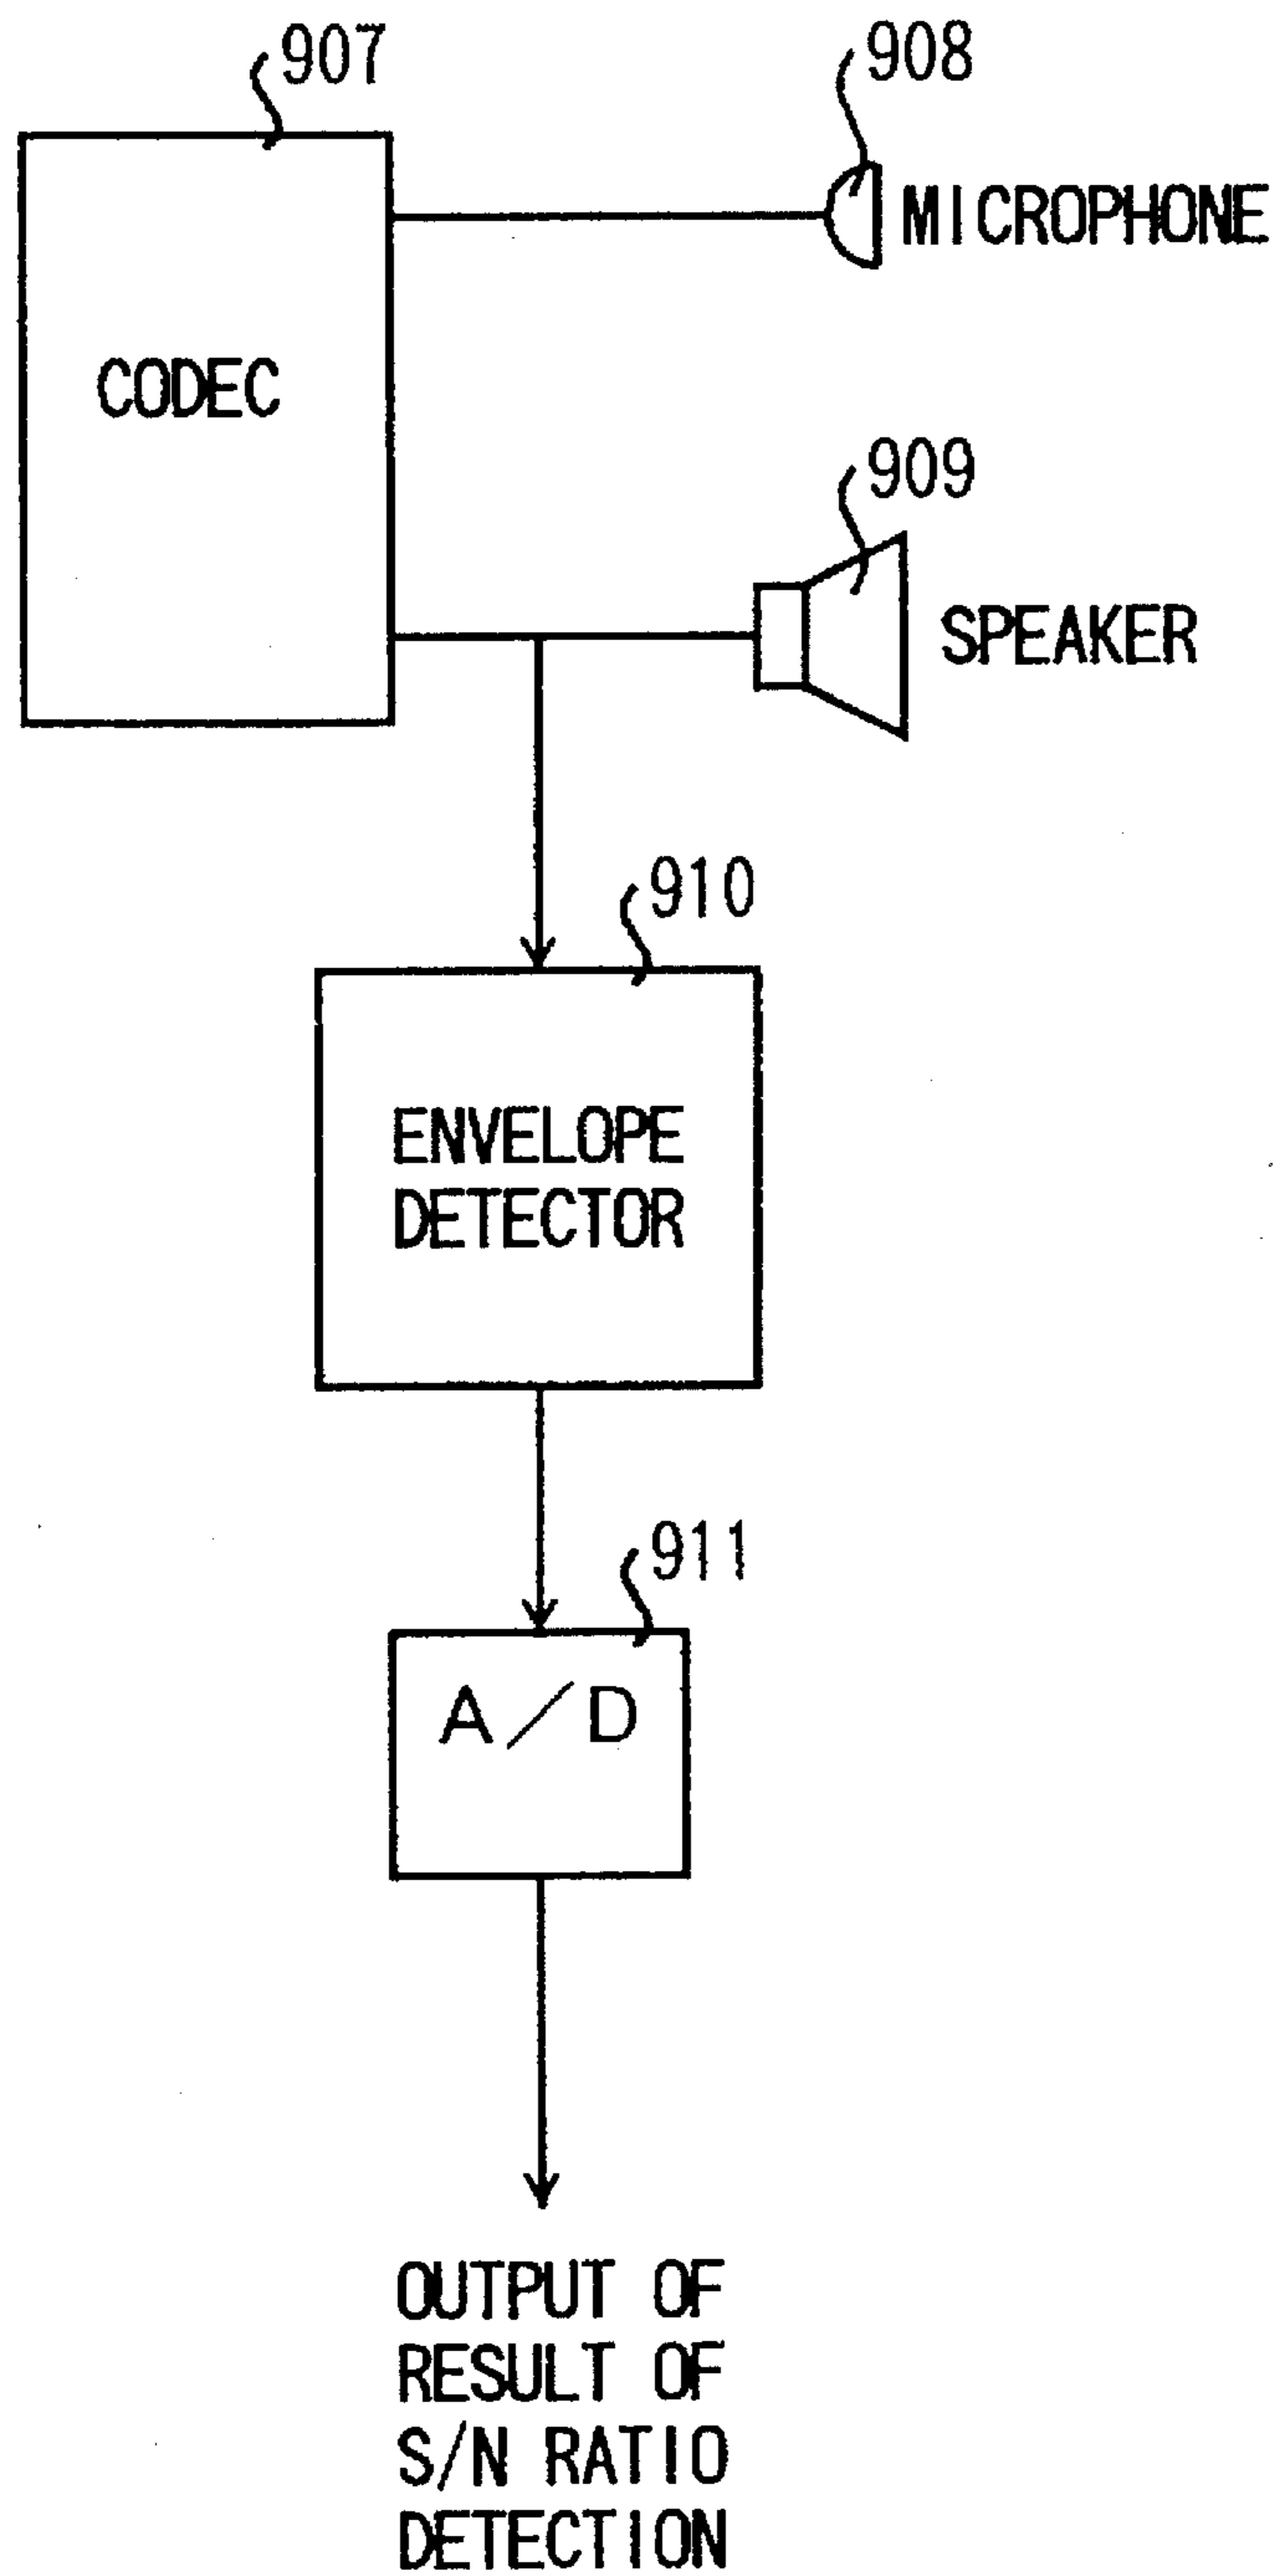 907
908
MICROPHONE
CODEC
909
SPEAKER
910
ENVELOPE
DETECTOR
911
A/D
OUTPUT OF
RESULT OF
S/N RATIO
DETECTION